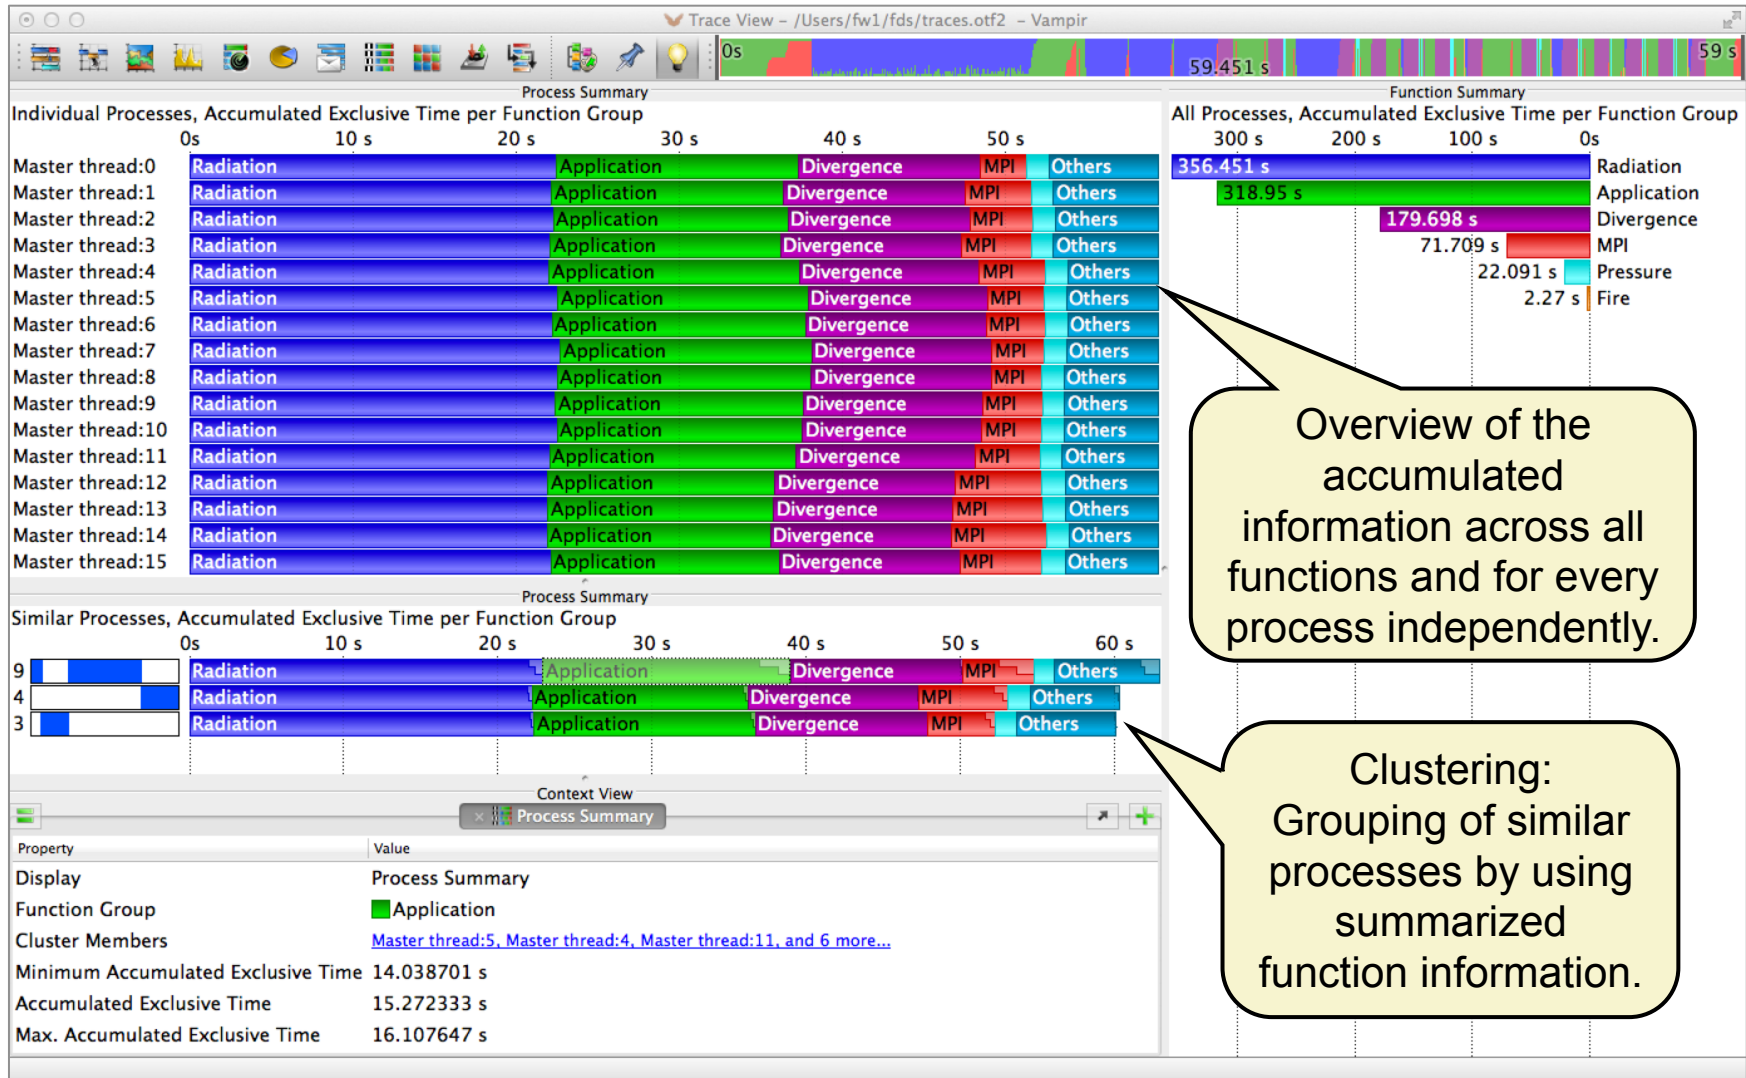 Trace View – /Users/fw1/fds/traces.otf2 – Vampir
0s
59.451 s
59 s
Process Summary
Individual Processes, Accumulated Exclusive Time per Function Group
0s 10 s 20 s 30 s 40 s 50 s
Master thread:0 Radiation Application Divergence MPI Others
Master thread:1 Radiation Application Divergence MPI Others
Master thread:2 Radiation Application Divergence MPI Others
Master thread:3 Radiation Application Divergence MPI Others
Master thread:4 Radiation Application Divergence MPI Others
Master thread:5 Radiation Application Divergence MPI Others
Master thread:6 Radiation Application Divergence MPI Others
Master thread:7 Radiation Application Divergence MPI Others
Master thread:8 Radiation Application Divergence MPI Others
Master thread:9 Radiation Application Divergence MPI Others
Master thread:10 Radiation Application Divergence MPI Others
Master thread:11 Radiation Application Divergence MPI Others
Master thread:12 Radiation Application Divergence MPI Others
Master thread:13 Radiation Application Divergence MPI Others
Master thread:14 Radiation Application Divergence MPI Others
Master thread:15 Radiation Application Divergence MPI Others
Function Summary
All Processes, Accumulated Exclusive Time per Function Group
300 s 200 s 100 s 0s
356.451 s Radiation
318.95 s Application
179.698 s Divergence
71.709 s MPI
22.091 s Pressure
2.27 s Fire
Overview of the
accumulated
information across all
functions and for every
process independently.
Process Summary
Similar Processes, Accumulated Exclusive Time per Function Group
0s 10 s 20 s 30 s 40 s 50 s 60 s
9 Radiation Application Divergence MPI Others
4 Radiation Application Divergence MPI Others
3 Radiation Application Divergence MPI Others
Clustering:
Grouping of similar
processes by using
summarized
function information.
Context View
Process Summary
Property Value
Display Process Summary
Function Group Application
Cluster Members Master thread:5, Master thread:4, Master thread:11, and 6 more...
Minimum Accumulated Exclusive Time 14.038701 s
Accumulated Exclusive Time 15.272333 s
Max. Accumulated Exclusive Time 16.107647 s